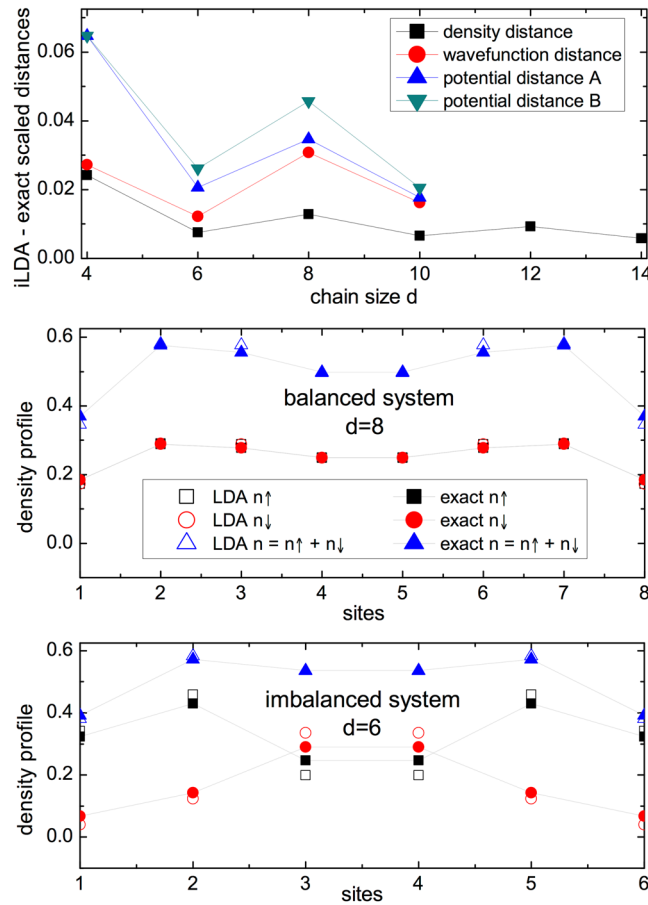 iLDA - exact scaled distances
0.06
0.04
0.02
0.00
density distance
wavefunction distance
potential distance A
potential distance B
4 6 8 10 12 14
chain size d
density profile
0.6
0.4
0.2
0.0
balanced system
d=8
LDA n↑ exact n↑
LDA n↓ exact n↓
LDA n = n↑ + n↓ exact n = n↑ + n↓
1 2 3 4 5 6 7 8
sites
density profile
0.6
0.4
0.2
0.0
imbalanced system
d=6
1 2 3 4 5 6
sites